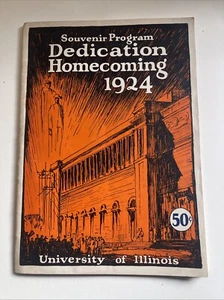 Souvenir Program
Dedication
Homecoming
1924
50¢
University of Illinois